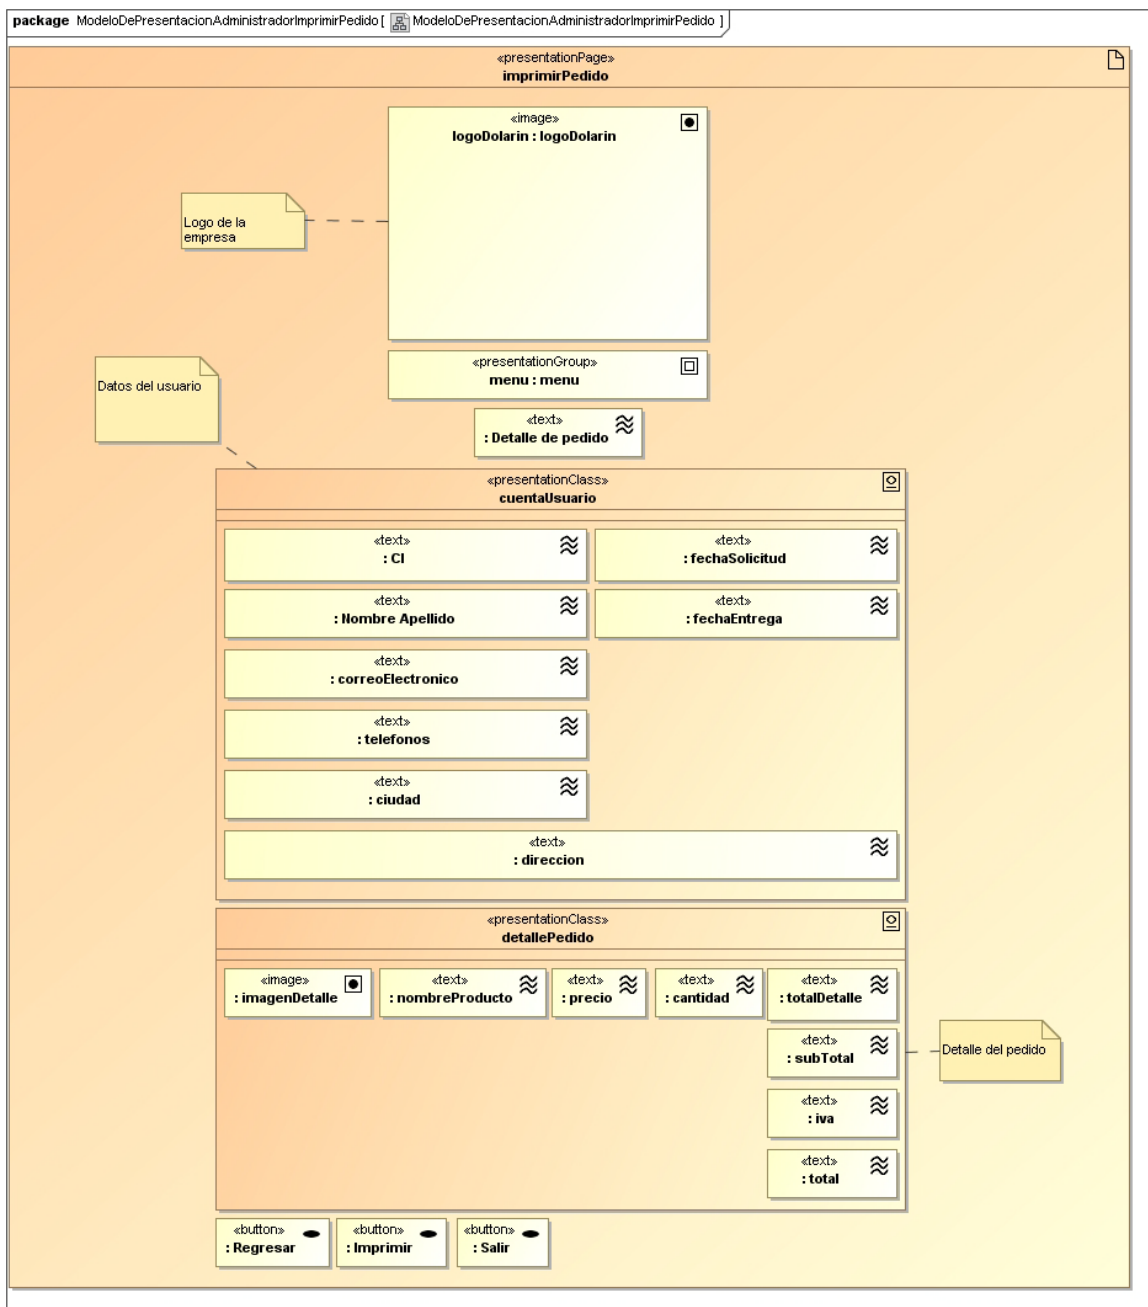 package ModeloDePresentacionAdministradorImprimirPedido [ ModeloDePresentacionAdministradorImprimirPedido ]
«presentationPage»
imprimirPedido
«image»
logoDolarin : logoDolarin
Logo de la
empresa
«presentationGroup»
menu : menu
Datos del usuario
«text»
: Detalle de pedido
«presentationClass»
cuentaUsuario
«text»
: CI
«text»
: fechaSolicitud
«text»
: Nombre Apellido
«text»
: fechaEntrega
«text»
: correoElectronico
«text»
: telefonos
«text»
: ciudad
«text»
: direccion
«presentationClass»
detallePedido
«image»
: imagenDetalle
«text»
: nombreProducto
«text»
: precio
«text»
: cantidad
«text»
: totalDetalle
«text»
: subTotal
Detalle del pedido
«text»
: iva
«text»
: total
«button»
: Regresar
«button»
: Imprimir
«button»
: Salir